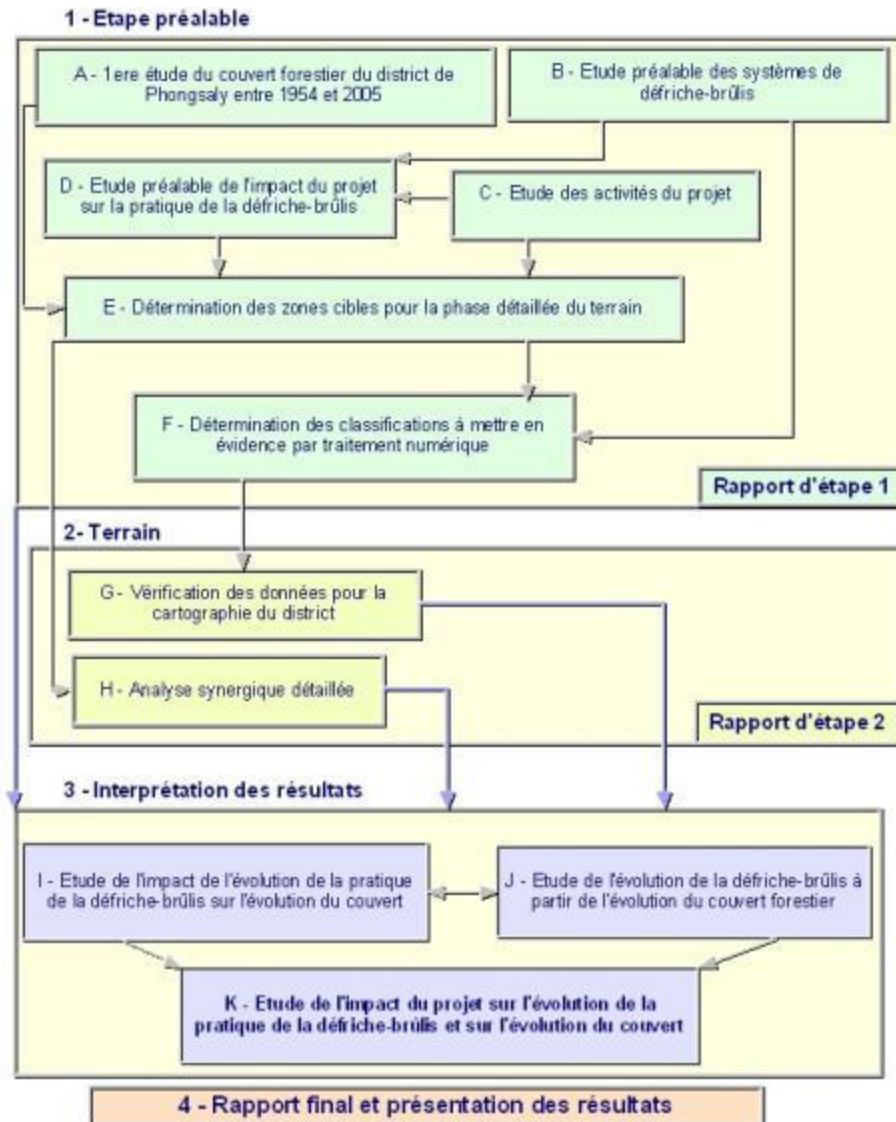 1 - Etape préalable
A - 1ere étude du couvert forestier du district de
Phongsaly entre 1954 et 2005
B - Etude préalable des systèmes de
défriche-brûlis
D - Etude préalable de l'impact du projet
sur la pratique de la défriche-brûlis
C - Etude des activités du projet
E - Détermination des zones cibles pour la phase détaillée du terrain
F - Détermination des classifications à mettre en
évidence par traitement numérique
Rapport d'étape 1
2- Terrain
G - Vérification des données pour la
cartographie du district
H - Analyse synergique détaillée
Rapport d'étape 2
3 - Interprétation des résultats
I - Etude de l'impact de l'évolution de la pratique
de la défriche-brûlis sur l'évolution du couvert
J - Etude de l'évolution de la défriche-brûlis à
partir de l'évolution du couvert forestier
K - Etude de l'impact du projet sur l'évolution de la
pratique de la défriche-brûlis et sur l'évolution du couvert
4 - Rapport final et présentation des résultats